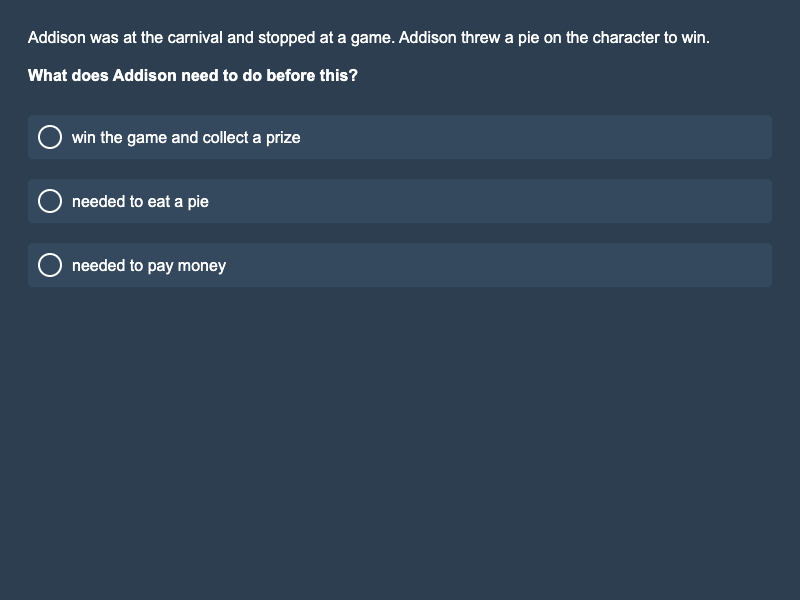 Addison was at the carnival and stopped at a game. Addison threw a pie on the character to win.
What does Addison need to do before this?
win the game and collect a prize
needed to eat a pie
needed to pay money